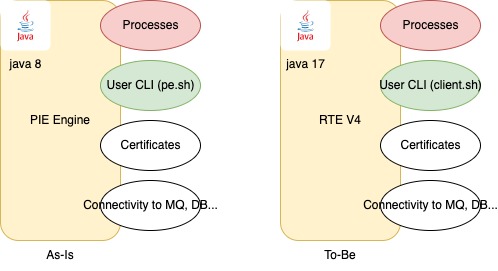 Java
java 8
PIE Engine
Processes
User CLI (pe.sh)
Certificates
Connectivity to MQ, DB...
As-Is
Java
java 17
RTE V4
Processes
User CLI (client.sh)
Certificates
Connectivity to MQ, DB...
To-Be